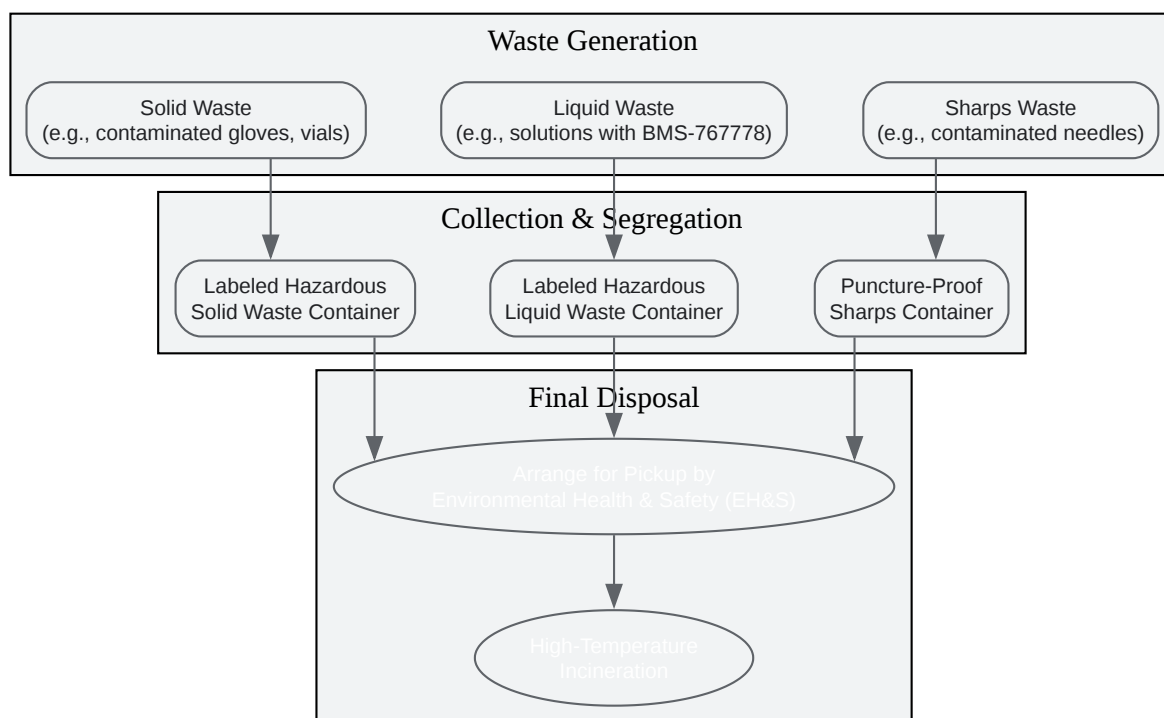 Waste Generation
Solid Waste
(e.g., contaminated gloves, vials)
Liquid Waste
(e.g., solutions with BMS-767778)
Sharps Waste
(e.g., contaminated needles)
Collection & Segregation
Labeled Hazardous
Solid Waste Container
Labeled Hazardous
Liquid Waste Container
Puncture-Proof
Sharps Container
Final Disposal
Arrange for Pickup by
Environmental Health & Safety (EH&S)
High-Temperature
Incineration